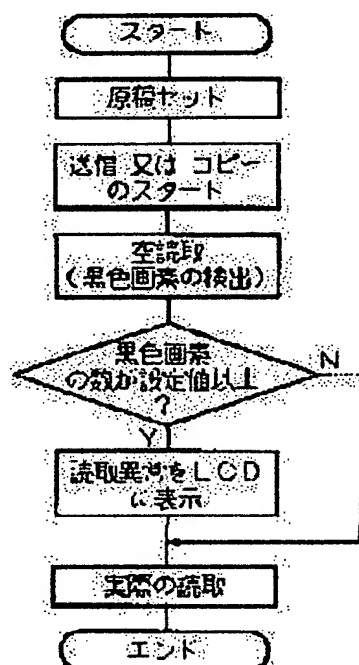 スタート
原稿セット
送信 又は コピー
のスタート
空読取
(黒色画素の検出)
黒色画素
の数が設定値以上
?
N
Y
読取異常をLCD
に表示
実際の読取
エンド